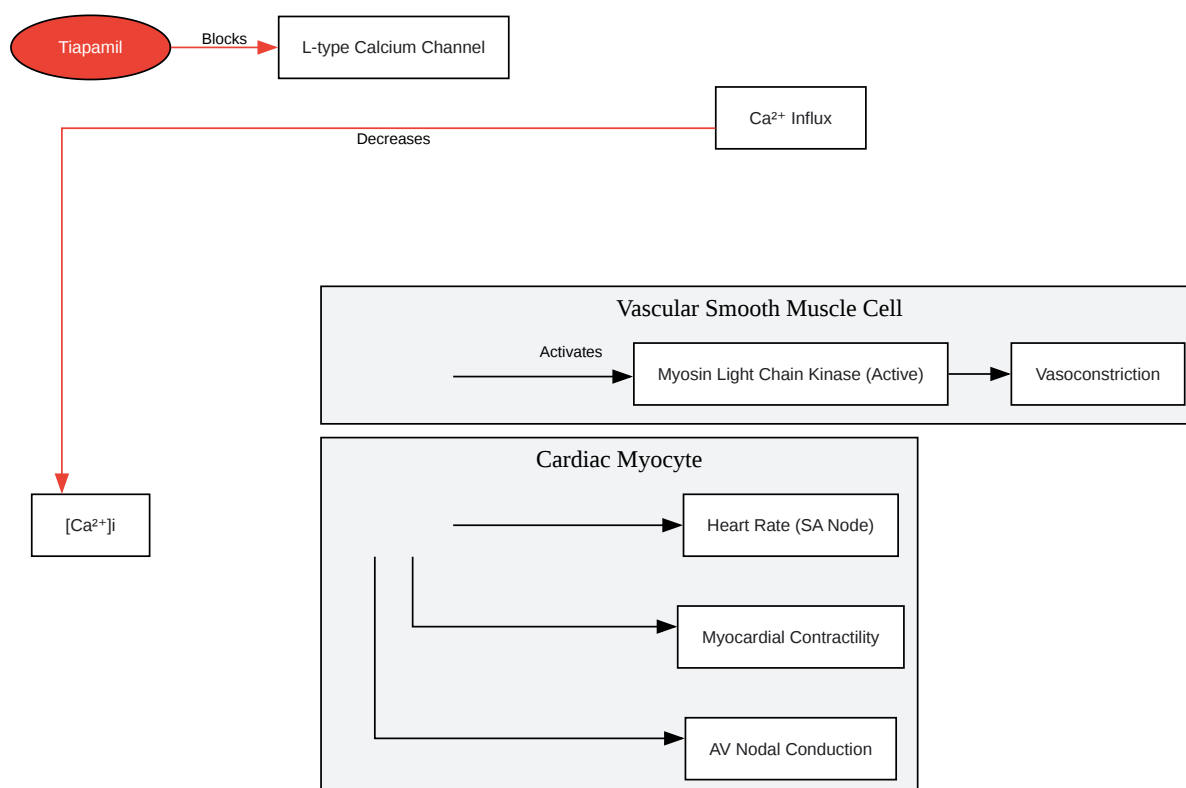 Tiapamil
Blocks
L-type Calcium Channel
Ca²⁺ Influx
Decreases
Vascular Smooth Muscle Cell
Activates
Myosin Light Chain Kinase (Active)
Vasoconstriction
Cardiac Myocyte
[Ca²⁺]i
Heart Rate (SA Node)
Myocardial Contractility
AV Nodal Conduction